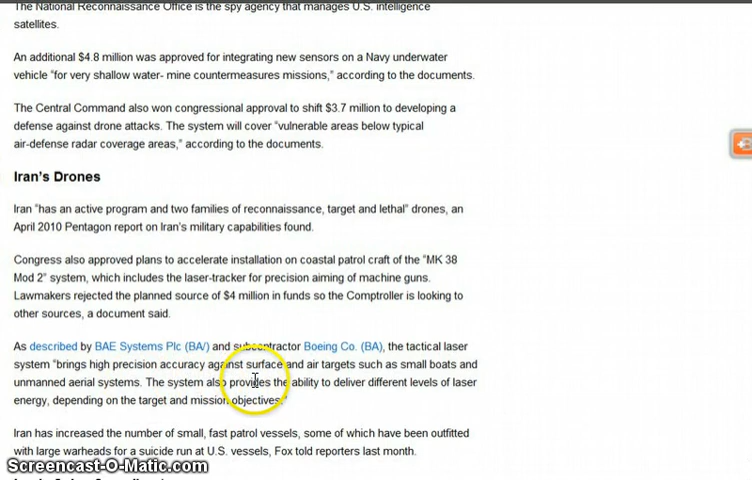 The National Reconnaissance Office is the spy agency that manages U.S. intelligence
satellites.
An additional $4.8 million was approved for integrating new sensors on a Navy underwater
vehicle “for very shallow water- mine countermeasures missions,” according to the documents.
The Central Command also won congressional approval to shift $3.7 million to developing a
defense against drone attacks. The system will cover “vulnerable areas below typical
air-defense radar coverage areas,” according to the documents.
Iran’s Drones
Iran “has an active program and two families of reconnaissance, target and lethal” drones, an
April 2010 Pentagon report on Iran’s military capabilities found.
Congress also approved plans to accelerate installation on coastal patrol craft of the “MK 38
Mod 2” system, which includes the laser-tracker for precision aiming of machine guns.
Lawmakers rejected the planned source of $4 million in funds so the Comptroller is looking to
other sources, a document said.
As described by BAE Systems Plc (BA/) and subcontractor Boeing Co. (BA), the tactical laser
system “brings high precision accuracy against surface and air targets such as small boats and
unmanned aerial systems. The system also provides the ability to deliver different levels of laser
energy, depending on the target and mission objectives.”
Iran has increased the number of small, fast patrol vessels, some of which have been outfitted
with large warheads for a suicide run at U.S. vessels, Fox told reporters last month.
Screencast-O-Matic.com